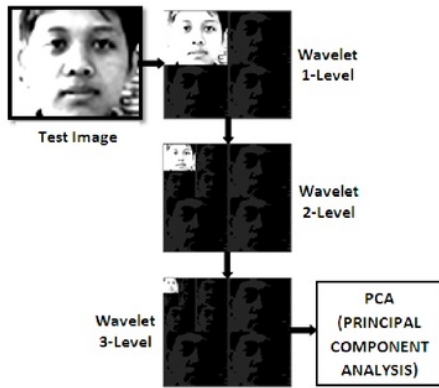 Wavelet
1-Level
Test Image
Wavelet
2-Level
Wavelet
3-Level
PCA
(PRINCIPAL
COMPONENT
ANALYSIS)